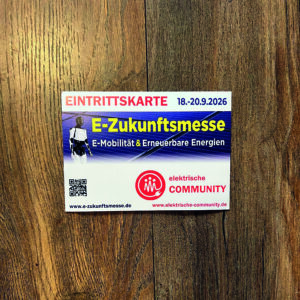 EINTRITTSKARTE 18.-20.9.2026
E-Zukunftsmesse
E-Mobilität & Erneuerbare Energien
elektrische
COMMUNITY
www.e-zukunftsmesse.de www.elektrische-community.de